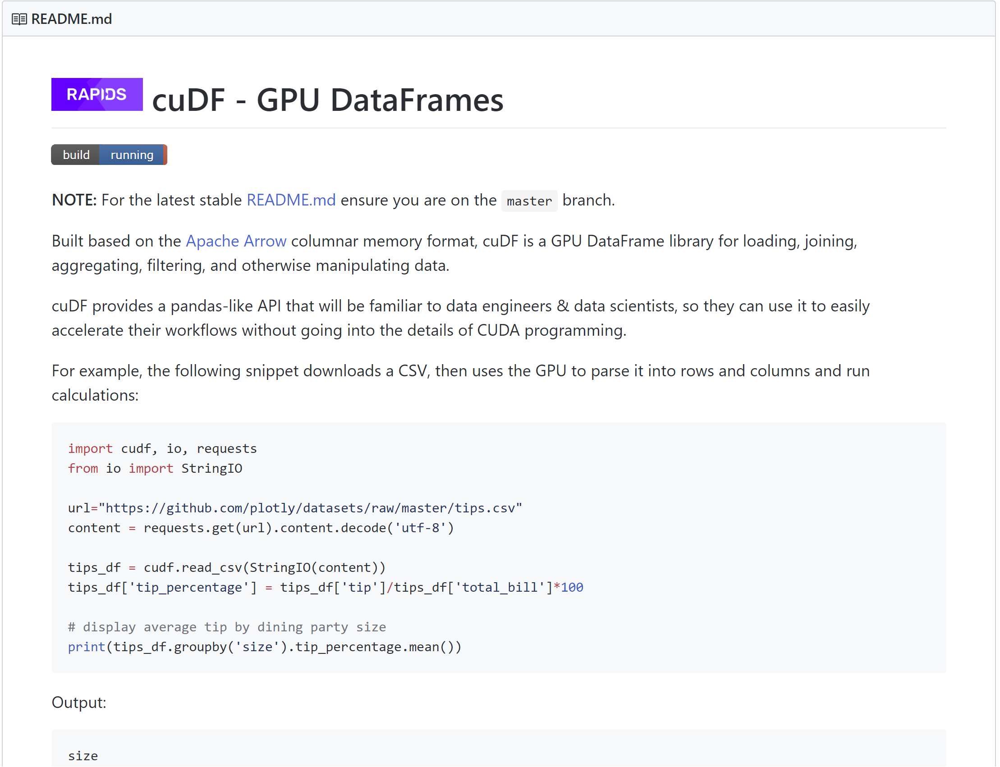 README.md
RAPIDS cuDF - GPU DataFrames
build running
NOTE: For the latest stable README.md ensure you are on the master branch.
Built based on the Apache Arrow columnar memory format, cuDF is a GPU DataFrame library for loading, joining,
aggregating, filtering, and otherwise manipulating data.
cuDF provides a pandas-like API that will be familiar to data engineers & data scientists, so they can use it to easily
accelerate their workflows without going into the details of CUDA programming.
For example, the following snippet downloads a CSV, then uses the GPU to parse it into rows and columns and run
calculations:
import cudf, io, requests
from io import StringIO
url="https://github.com/plotly/datasets/raw/master/tips.csv"
content = requests.get(url).content.decode('utf-8')
tips_df = cudf.read_csv(StringIO(content))
tips_df['tip_percentage'] = tips_df['tip']/tips_df['total_bill']*100
# display average tip by dining party size
print(tips_df.groupby('size').tip_percentage.mean())
Output:
size